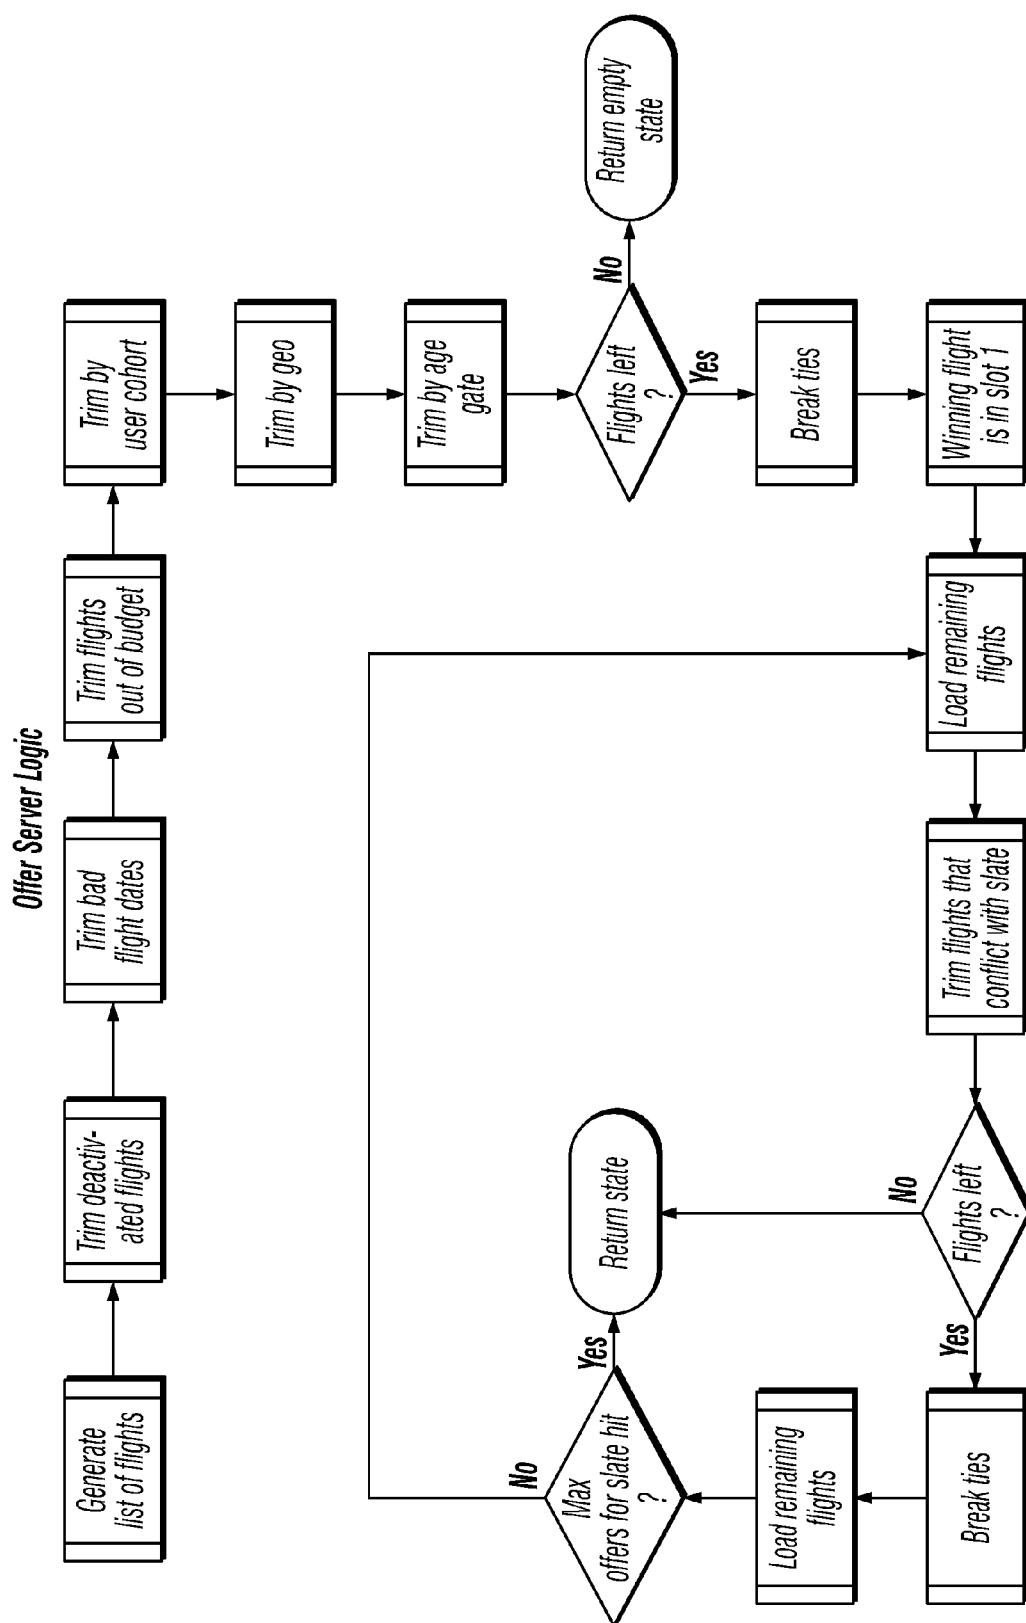 Offer Server Logic
Generate
list of flights
Trim deactiv-
ated flights
Trim bad
flight dates
Trim flights
out of budget
Trim by
user cohort
Trim by geo
Trim by age
gate
Flights left
?
No
Return empty
state
Yes
Break ties
Winning flight
is in slot 1
Load remaining
flights
Trim flights that
conflict with slate
Flights left
?
No
Return state
Yes
Break ties
Load remaining
flights
Max
offers for slate hit
?
Yes
No